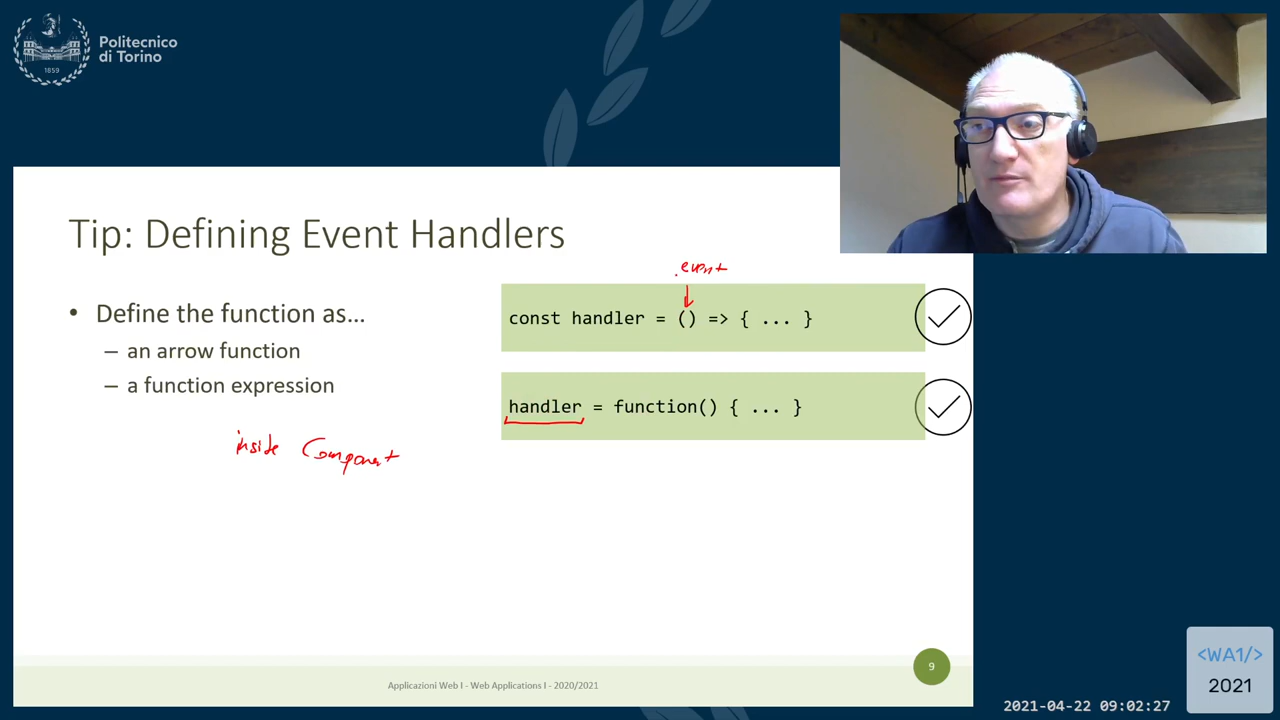 Politecnico
di Torino
1859
Tip: Defining Event Handlers
event
• Define the function as…
const handler = () => { ... }
– an arrow function
– a function expression
handler = function() { ... }
inside Component
Applicazioni Web I - Web Applications I - 2020/2021
9
<WA1/>
2021
2021-04-22 09:02:27